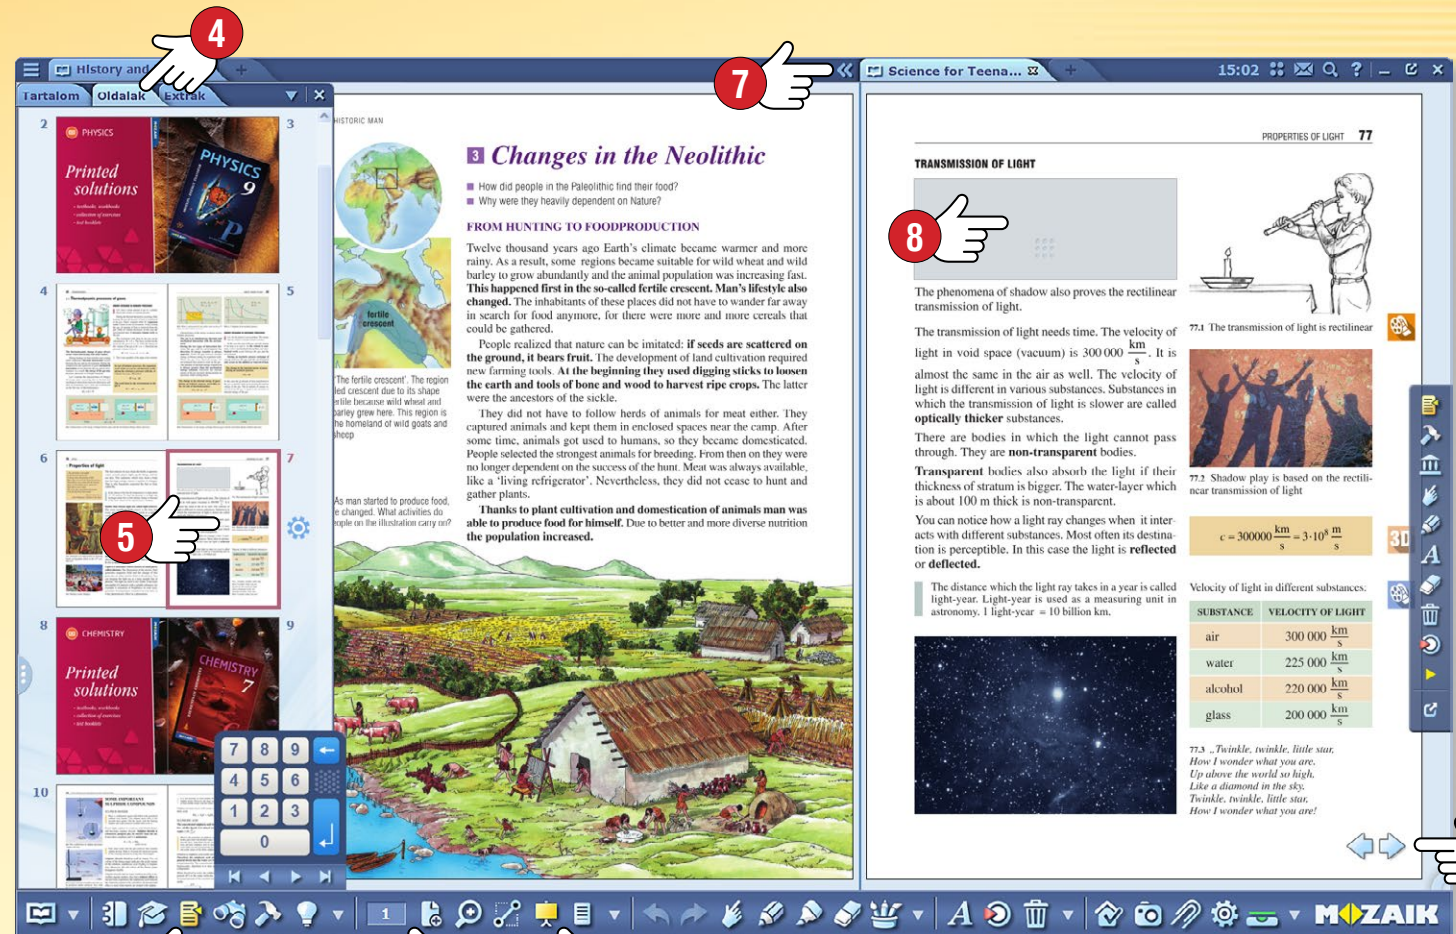 4
7
History and
Science for Teena...
15:02
Tartalom
Oldalak
Extrák
2
3
PHYSICS
Printed
solutions
- textbooks, workbooks
- collection of exercises
- test booklets
PHYSICS
9
4
5
6
7
Properties of light
5
8
9
CHEMISTRY
Printed
solutions
- textbooks, workbooks
- collection of exercises
- test booklets
CHEMISTRY
7
10
7 8 9
4 5 6
1 2 3
0
HISTORIC MAN
fertile
crescent
'The fertile crescent'. The region
led crescent due to its shape
rtile because wild wheat and
barley grew here. This region is
he homeland of wild goats and
sheep
As man started to produce food,
e changed. What activities do
eople on the illustration carry on?
3 Changes in the Neolithic
How did people in the Paleolithic find their food?
Why were they heavily dependent on Nature?
FROM HUNTING TO FOODPRODUCTION
Twelve thousand years ago Earth's climate became warmer and more
rainy. As a result, some regions became suitable for wild wheat and wild
barley to grow abundantly and the animal population was increasing fast.
This happened first in the so-called fertile crescent. Man's lifestyle also
changed. The inhabitants of these places did not have to wander far away
in search for food anymore, for there were more and more cereals that
could be gathered.
People realized that nature can be imitated: if seeds are scattered on
the ground, it bears fruit. The development of land cultivation required
new farming tools. At the beginning they used digging sticks to loosen
the earth and tools of bone and wood to harvest ripe crops. The latter
were the ancestors of the sickle.
They did not have to follow herds of animals for meat either. They
captured animals and kept them in enclosed spaces near the camp. After
some time, animals got used to humans, so they became domesticated.
People selected the strongest animals for breeding. From then on they were
no longer dependent on the success of the hunt. Meat was always available,
like a 'living refrigerator'. Nevertheless, they did not cease to hunt and
gather plants.
Thanks to plant cultivation and domestication of animals man was
able to produce food for himself. Due to better and more diverse nutrition
the population increased.
PROPERTIES OF LIGHT 77
TRANSMISSION OF LIGHT
8
The phenomena of shadow also proves the rectilinear
transmission of light.
The transmission of light needs time. The velocity of
light in void space (vacuum) is 300 000 km/s. It is
almost the same in the air as well. The velocity of
light is different in various substances. Substances in
which the transmission of light is slower are called
optically thicker substances.
There are bodies in which the light cannot pass
through. They are non-transparent bodies.
Transparent bodies also absorb the light if their
thickness of stratum is bigger. The water-layer which
is about 100 m thick is non-transparent.
You can notice how a light ray changes when it inter-
acts with different substances. Most often its destina-
tion is perceptible. In this case the light is reflected
or deflected.
The distance which the light ray takes in a year is called
light-year. Light-year is used as a measuring unit in
astronomy. 1 light-year = 10 billion km.
77.1 The transmission of light is rectilinear
77.2 Shadow play is based on the rectili-
near transmission of light
c = 300000 km/s = 3·10⁸ m/s
3D
Velocity of light in different substances:
SUBSTANCE VELOCITY OF LIGHT
air 300 000 km/s
water 225 000 km/s
alcohol 220 000 km/s
glass 200 000 km/s
77.3 „Twinkle, twinkle, little star,
How I wonder what you are.
Up above the world so high,
Like a diamond in the sky.
Twinkle, twinkle, little star,
How I wonder what you are!
A
1
A
MOZAIK